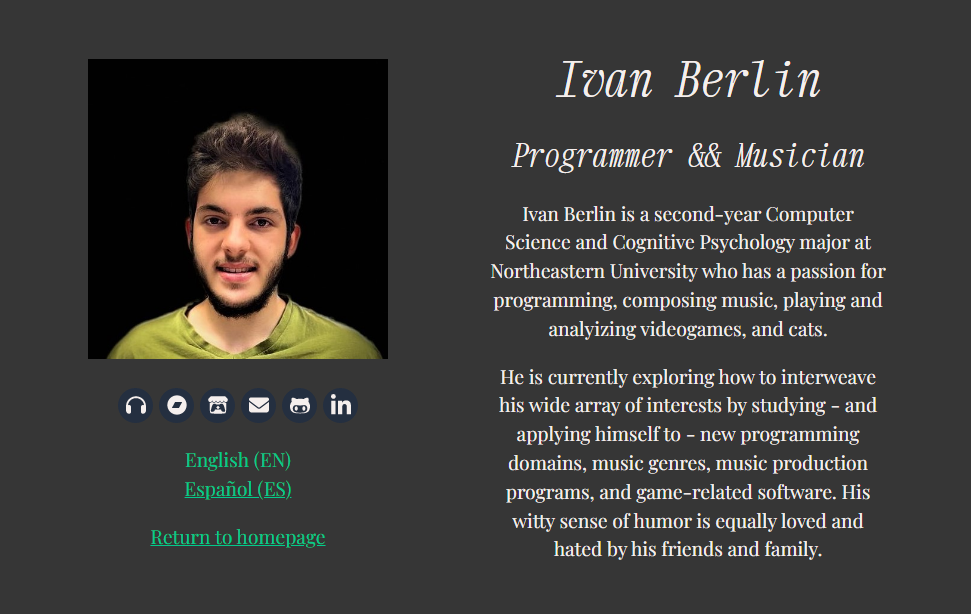 Ivan Berlin
Programmer && Musician
Ivan Berlin is a second-year Computer
Science and Cognitive Psychology major at
Northeastern University who has a passion for
programming, composing music, playing and
analyizing videogames, and cats.
He is currently exploring how to interweave
his wide array of interests by studying - and
applying himself to - new programming
domains, music genres, music production
programs, and game-related software. His
witty sense of humor is equally loved and
hated by his friends and family.
English (EN)
Español (ES)
Return to homepage